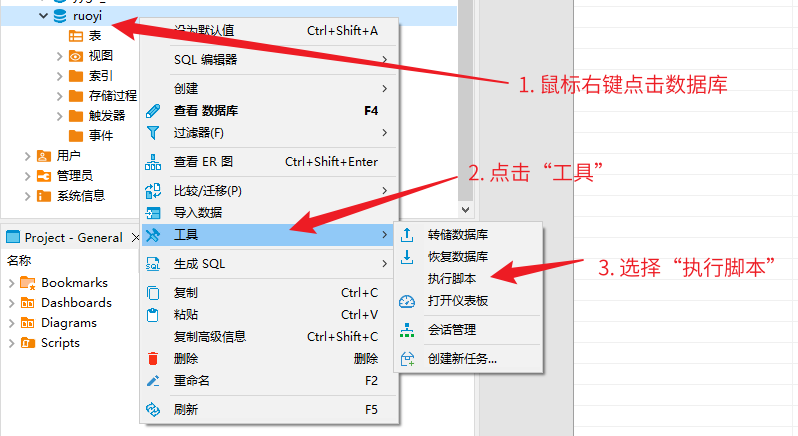 ruoyi
表
视图
索引
存储过程
触发器
事件
用户
管理员
系统信息
Project - General
名称
Bookmarks
Dashboards
Diagrams
Scripts
设为默认值 Ctrl+Shift+A
SQL 编辑器
创建
查看 数据库 F4
过滤器(F)
查看 ER 图 Ctrl+Shift+Enter
比较/迁移(P)
导入数据
工具
生成 SQL
复制 Ctrl+C
粘贴 Ctrl+V
复制高级信息 Ctrl+Shift+C
删除 删除
重命名 F2
刷新 F5
转储数据库
恢复数据库
执行脚本
打开仪表板
会话管理
创建新任务...
1. 鼠标右键点击数据库
2. 点击“工具”
3. 选择“执行脚本”